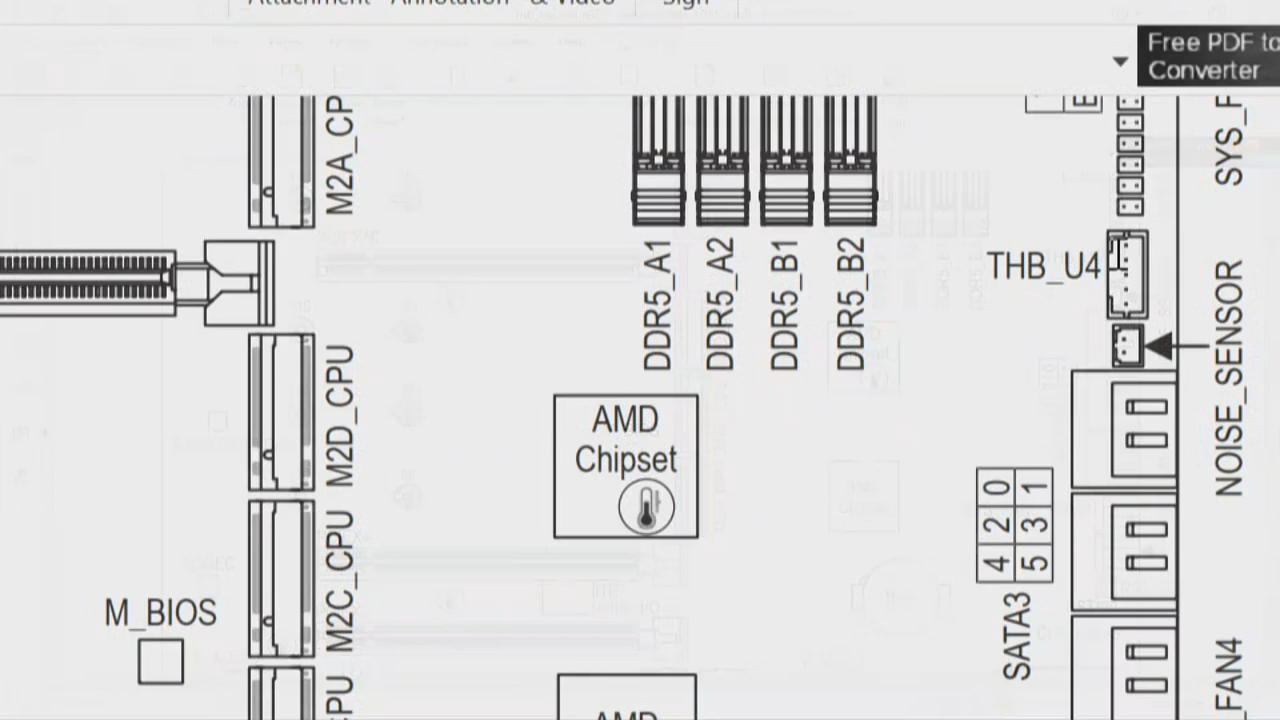 Attachment Annotation & Video Sign
Free PDF to
Converter
M2A_CP
SYS_F
DDR5_A1
DDR5_A2
DDR5_B1
DDR5_B2
THB_U4
NOISE_SENSOR
M2D_CPU
AMD
Chipset
0 1
2 3
4 5
SATA3
M2C_CPU
M_BIOS
CPU
AMD
_FAN4